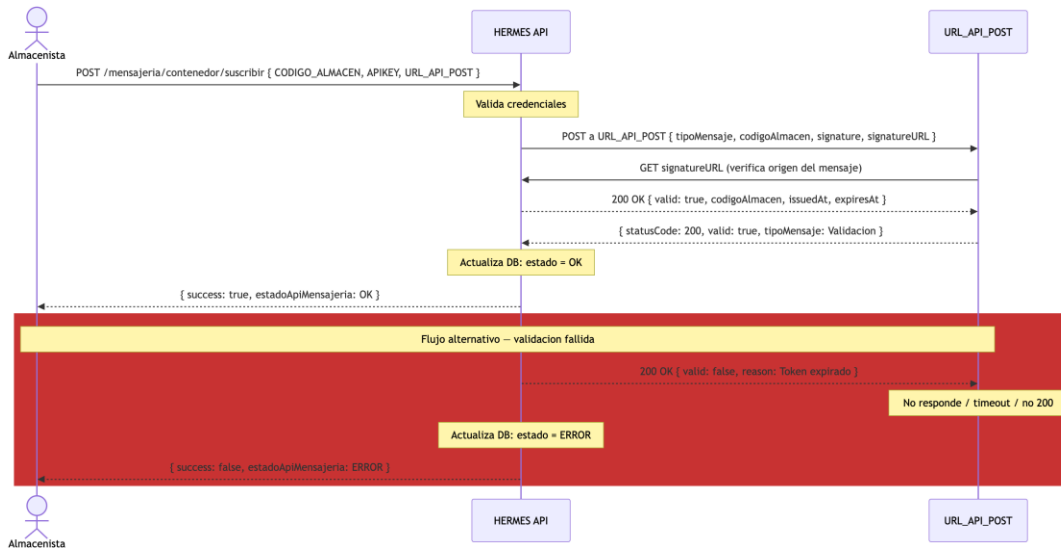 Almacenista
HERMES API
URL_API_POST
POST /mensajeria/contenedor/suscribir { CODIGO_ALMACEN, APIKEY, URL_API_POST }
Valida credenciales
POST a URL_API_POST { tipoMensaje, codigoAlmacen, signature, signatureURL }
GET signatureURL (verifica origen del mensaje)
200 OK { valid: true, codigoAlmacen, issuedAt, expiresAt }
{ statusCode: 200, valid: true, tipoMensaje: Validacion }
Actualiza DB: estado = OK
{ success: true, estadoApiMensajeria: OK }
Flujo alternativo — validacion fallida
200 OK { valid: false, reason: Token expirado }
No responde / timeout / no 200
Actualiza DB: estado = ERROR
{ success: false, estadoApiMensajeria: ERROR }
Almacenista
HERMES API
URL_API_POST